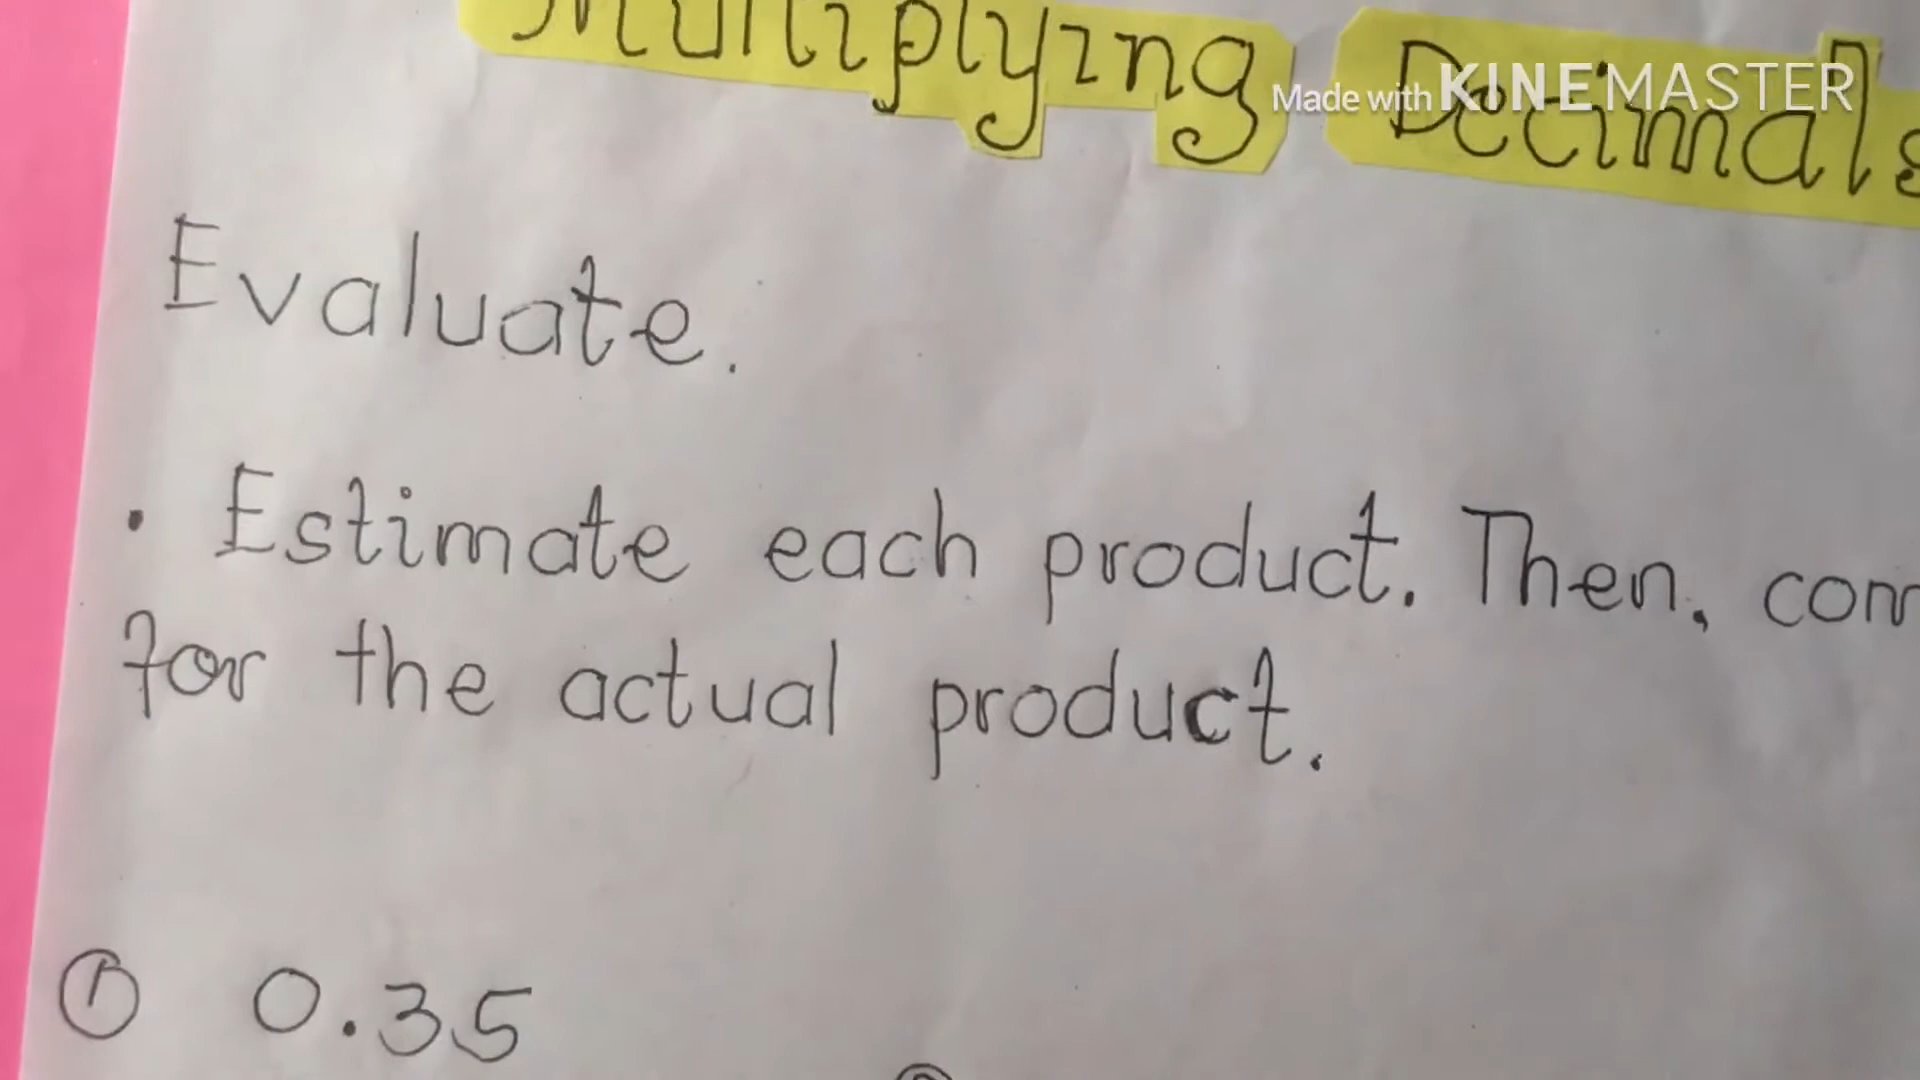 Multiplying Decimals
Made with KINEMASTER
Evaluate.
• Estimate each product. Then, com
for the actual product.
① 0.35